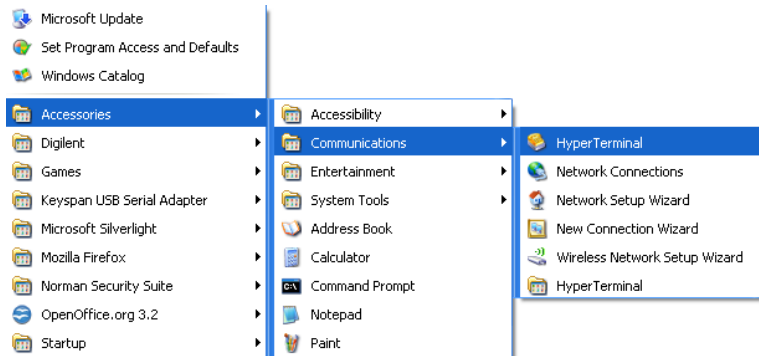 Microsoft Update
Set Program Access and Defaults
Windows Catalog
Accessories
Digilent
Games
Keyspan USB Serial Adapter
Microsoft Silverlight
Mozilla Firefox
Norman Security Suite
OpenOffice.org 3.2
Startup
Accessibility
Communications
Entertainment
System Tools
Address Book
Calculator
Command Prompt
Notepad
Paint
HyperTerminal
Network Connections
Network Setup Wizard
New Connection Wizard
Wireless Network Setup Wizard
HyperTerminal